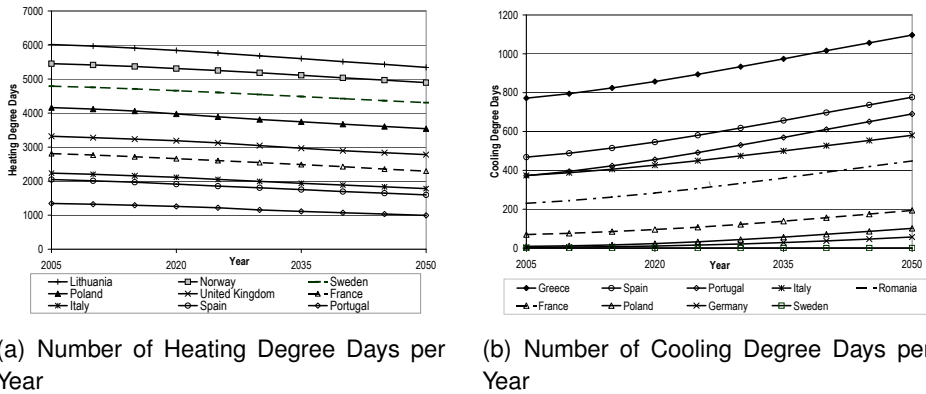 7000
6000
5000
4000
3000
2000
1000
0
Heating Degree Days
2005 2020 2035 2050
Year
Lithuania Norway Sweden
Poland United Kingdom France
Italy Spain Portugal
1200
1000
800
600
400
200
0
Cooling Degree Days
2005 2020 2035 2050
Year
Greece Spain Portugal Italy Romania
France Poland Germany Sweden
(a) Number of Heating Degree Days per
Year
(b) Number of Cooling Degree Days per
Year